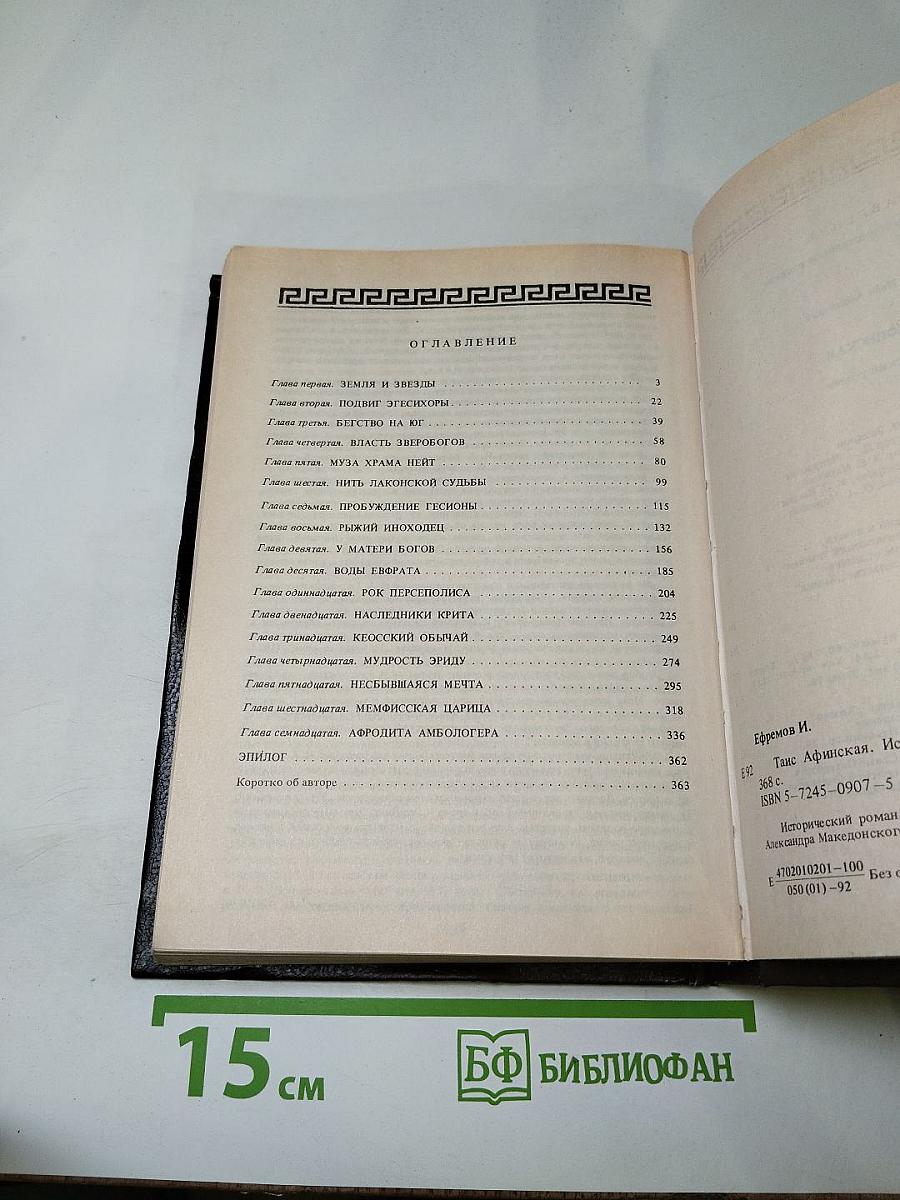 ОГЛАВЛЕНИЕ
Глава первая. ЗЕМЛЯ И ЗВЕЗДЫ . . . . . . . . . . 3
Глава вторая. ПОДВИГ ЭГЕСИХОРЫ . . . . . . . . . . 22
Глава третья. БЕГСТВО НА ЮГ . . . . . . . . . . 39
Глава четвертая. ВЛАСТЬ ЗВЕРОБОГОВ . . . . . . . . . . 58
Глава пятая. МУЗА ХРАМА НЕЙТ . . . . . . . . . . 80
Глава шестая. НИТЬ ЛАКОНСКОЙ СУДЬБЫ . . . . . . . . . . 99
Глава седьмая. ПРОБУЖДЕНИЕ ГЕСИОНЫ . . . . . . . . . . 115
Глава восьмая. РЫЖИЙ ИНОХОДЕЦ . . . . . . . . . . 132
Глава девятая. У МАТЕРИ БОГОВ . . . . . . . . . . 156
Глава десятая. ВОДЫ ЕВФРАТА . . . . . . . . . . 185
Глава одиннадцатая. РОК ПЕРСЕПОЛИСА . . . . . . . . . . 204
Глава двенадцатая. НАСЛЕДНИКИ КРИТА . . . . . . . . . . 225
Глава тринадцатая. КЕОССКИЙ ОБЫЧАЙ . . . . . . . . . . 249
Глава четырнадцатая. МУДРОСТЬ ЭРИДУ . . . . . . . . . . 274
Глава пятнадцатая. НЕСБЫВШАЯСЯ МЕЧТА . . . . . . . . . . 295
Глава шестнадцатая. МЕМФИССКАЯ ЦАРИЦА . . . . . . . . . . 318
Глава семнадцатая. АФРОДИТА АМБОЛОГЕРА . . . . . . . . . . 336
ЭПИЛОГ . . . . . . . . . . 362
Коротко об авторе . . . . . . . . . . 363
Ефремов И.
Е 92 Таис Афинская. Ис
368 с.
ISBN 5-7245-0907-5
Исторический роман
Александра Македонского
Е 4702010201-100 Без о
050(01)-92
15 см
БФ БИБЛИОФАН